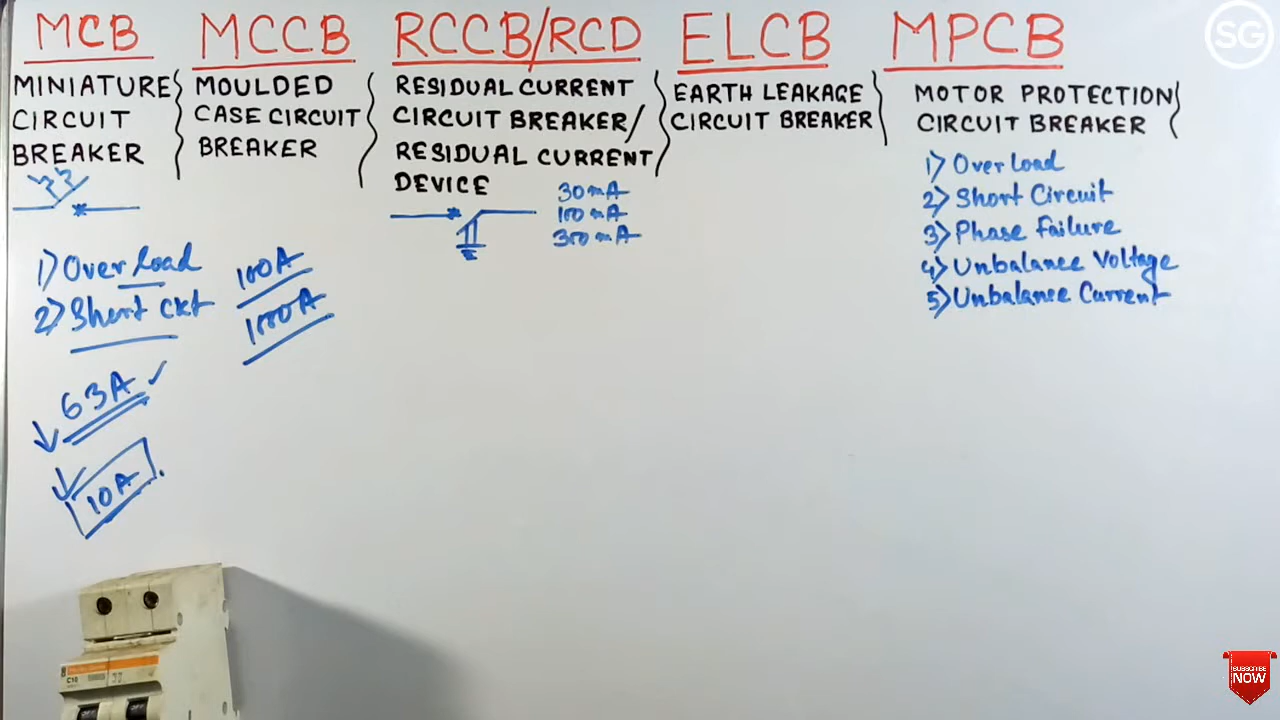 MCB
MINIATURE
CIRCUIT
BREAKER
1) Over load
2) Short ckt
63A
10A
MCCB
MOULDED
CASE CIRCUIT
BREAKER
100A
1000A
RCCB/RCD
RESIDUAL CURRENT
CIRCUIT BREAKER/
RESIDUAL CURRENT
DEVICE
30mA
100mA
300mA
ELCB
EARTH LEAKAGE
CIRCUIT BREAKER
MPCB
MOTOR PROTECTION
CIRCUIT BREAKER
1) Over load
2) Short Circuit
3) Phase failure
4) Unbalance Voltage
5) Unbalance Current
SG
C10
SUBSCRIBE
NOW